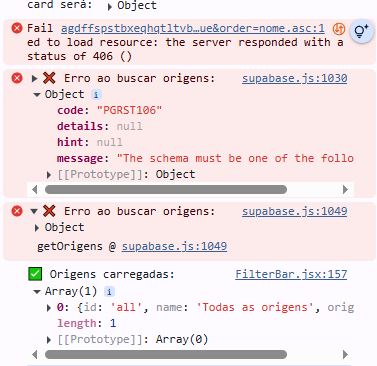 card será: ▶ Object
Fail agdffspstbxeqhqtltvb…ue&order=nome.asc:1
ed to load resource: the server responded with a
status of 406 ()
▶ ❌ Erro ao buscar origens: supabase.js:1030
▼ Object i
code: "PGRST106"
details: null
hint: null
message: "The schema must be one of the follo
▶ [[Prototype]]: Object
▼ ❌ Erro ao buscar origens: supabase.js:1049
▶ Object
getOrigens @ supabase.js:1049
✅ Origens carregadas: FilterBar.jsx:157
▼ Array(1) i
▶ 0: {id: 'all', name: 'Todas as origens', orig
length: 1
▶ [[Prototype]]: Array(0)